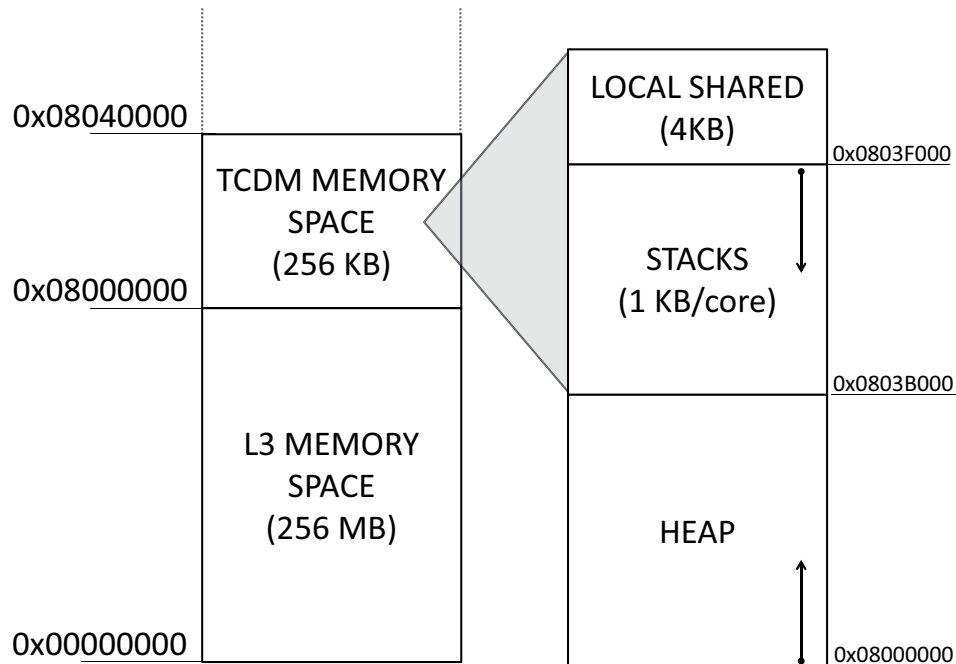 0x08040000
TCDM MEMORY
SPACE
(256 KB)
0x08000000
L3 MEMORY
SPACE
(256 MB)
0x00000000
LOCAL SHARED
(4KB)
0x0803F000
STACKS
(1 KB/core)
0x0803B000
HEAP
0x08000000